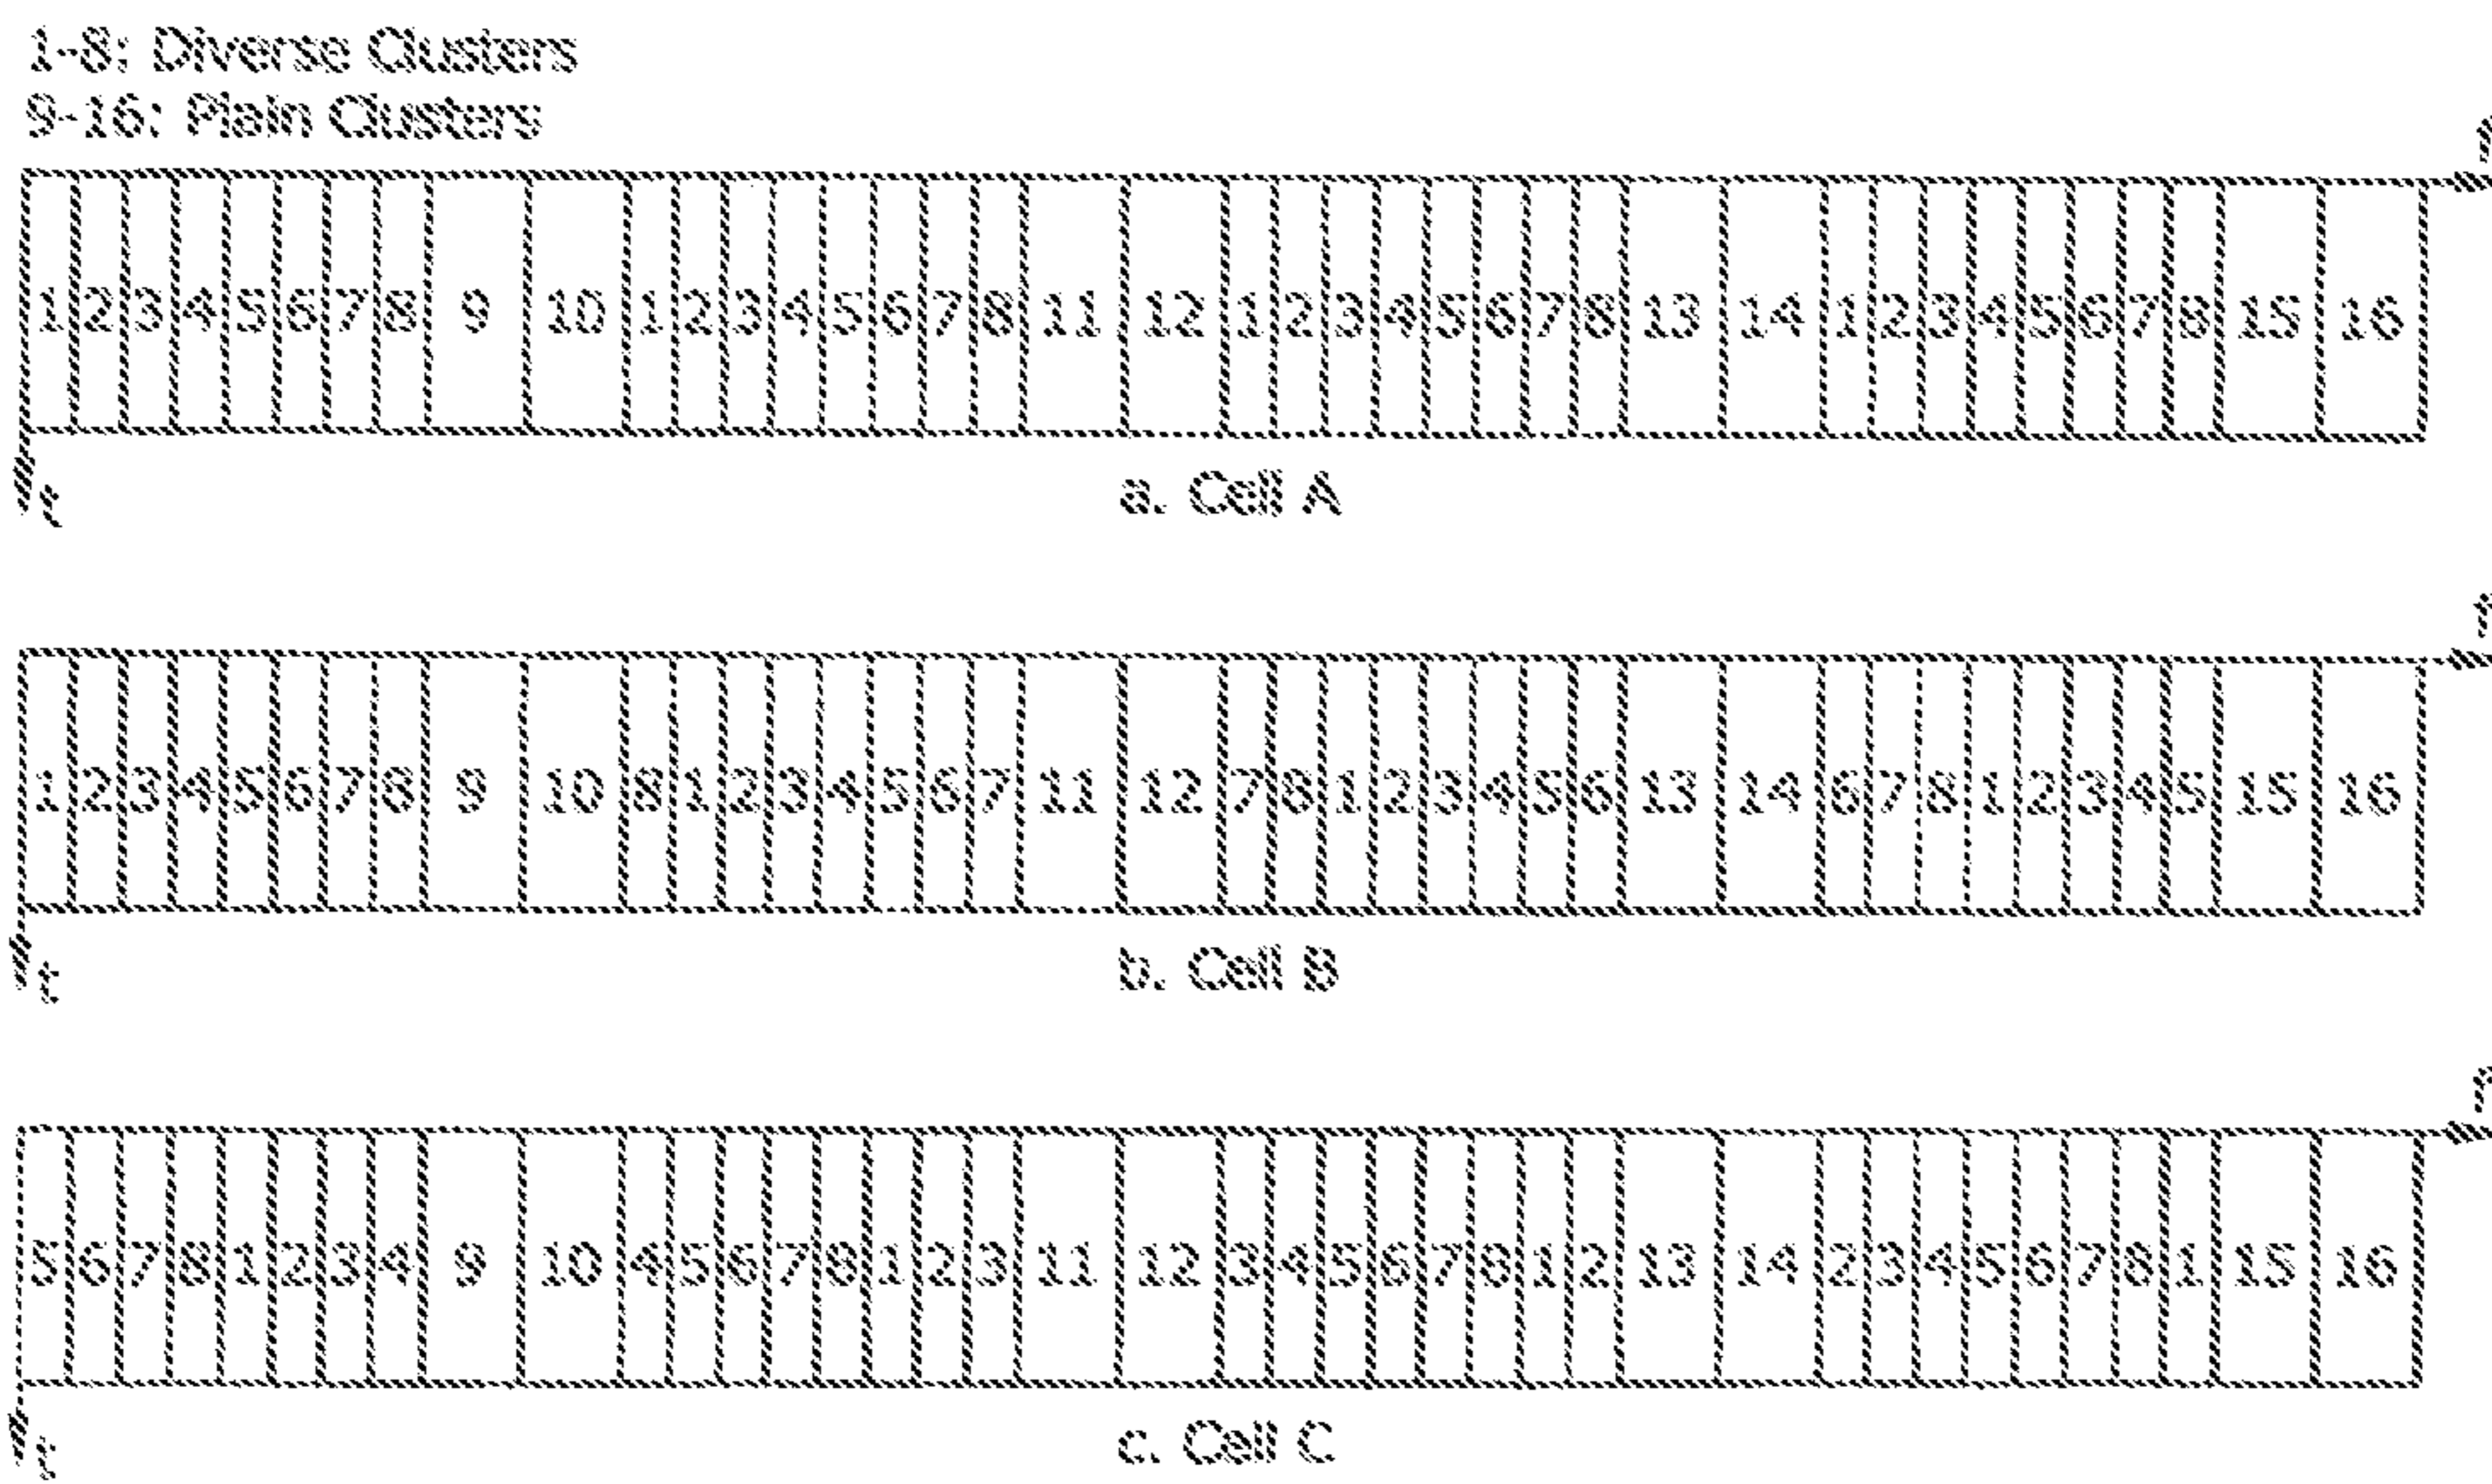 1-8: Diverse Clusters
9-16: Plain Clusters
f
1 2 3 4 5 6 7 8 9 10 1 2 3 4 5 6 7 8 11 12 1 2 3 4 5 6 7 8 13 14 1 2 3 4 5 6 7 8 15 16
t
a. Cell A
f
1 2 3 4 5 6 7 8 9 10 8 1 2 3 4 5 6 7 11 12 7 8 1 2 3 4 5 6 13 14 6 7 8 1 2 3 4 5 15 16
t
b. Cell B
f
5 6 7 8 1 2 3 4 9 10 4 5 6 7 8 1 2 3 11 12 3 4 5 6 7 8 1 2 13 14 2 3 4 5 6 7 8 1 15 16
t
c. Cell C